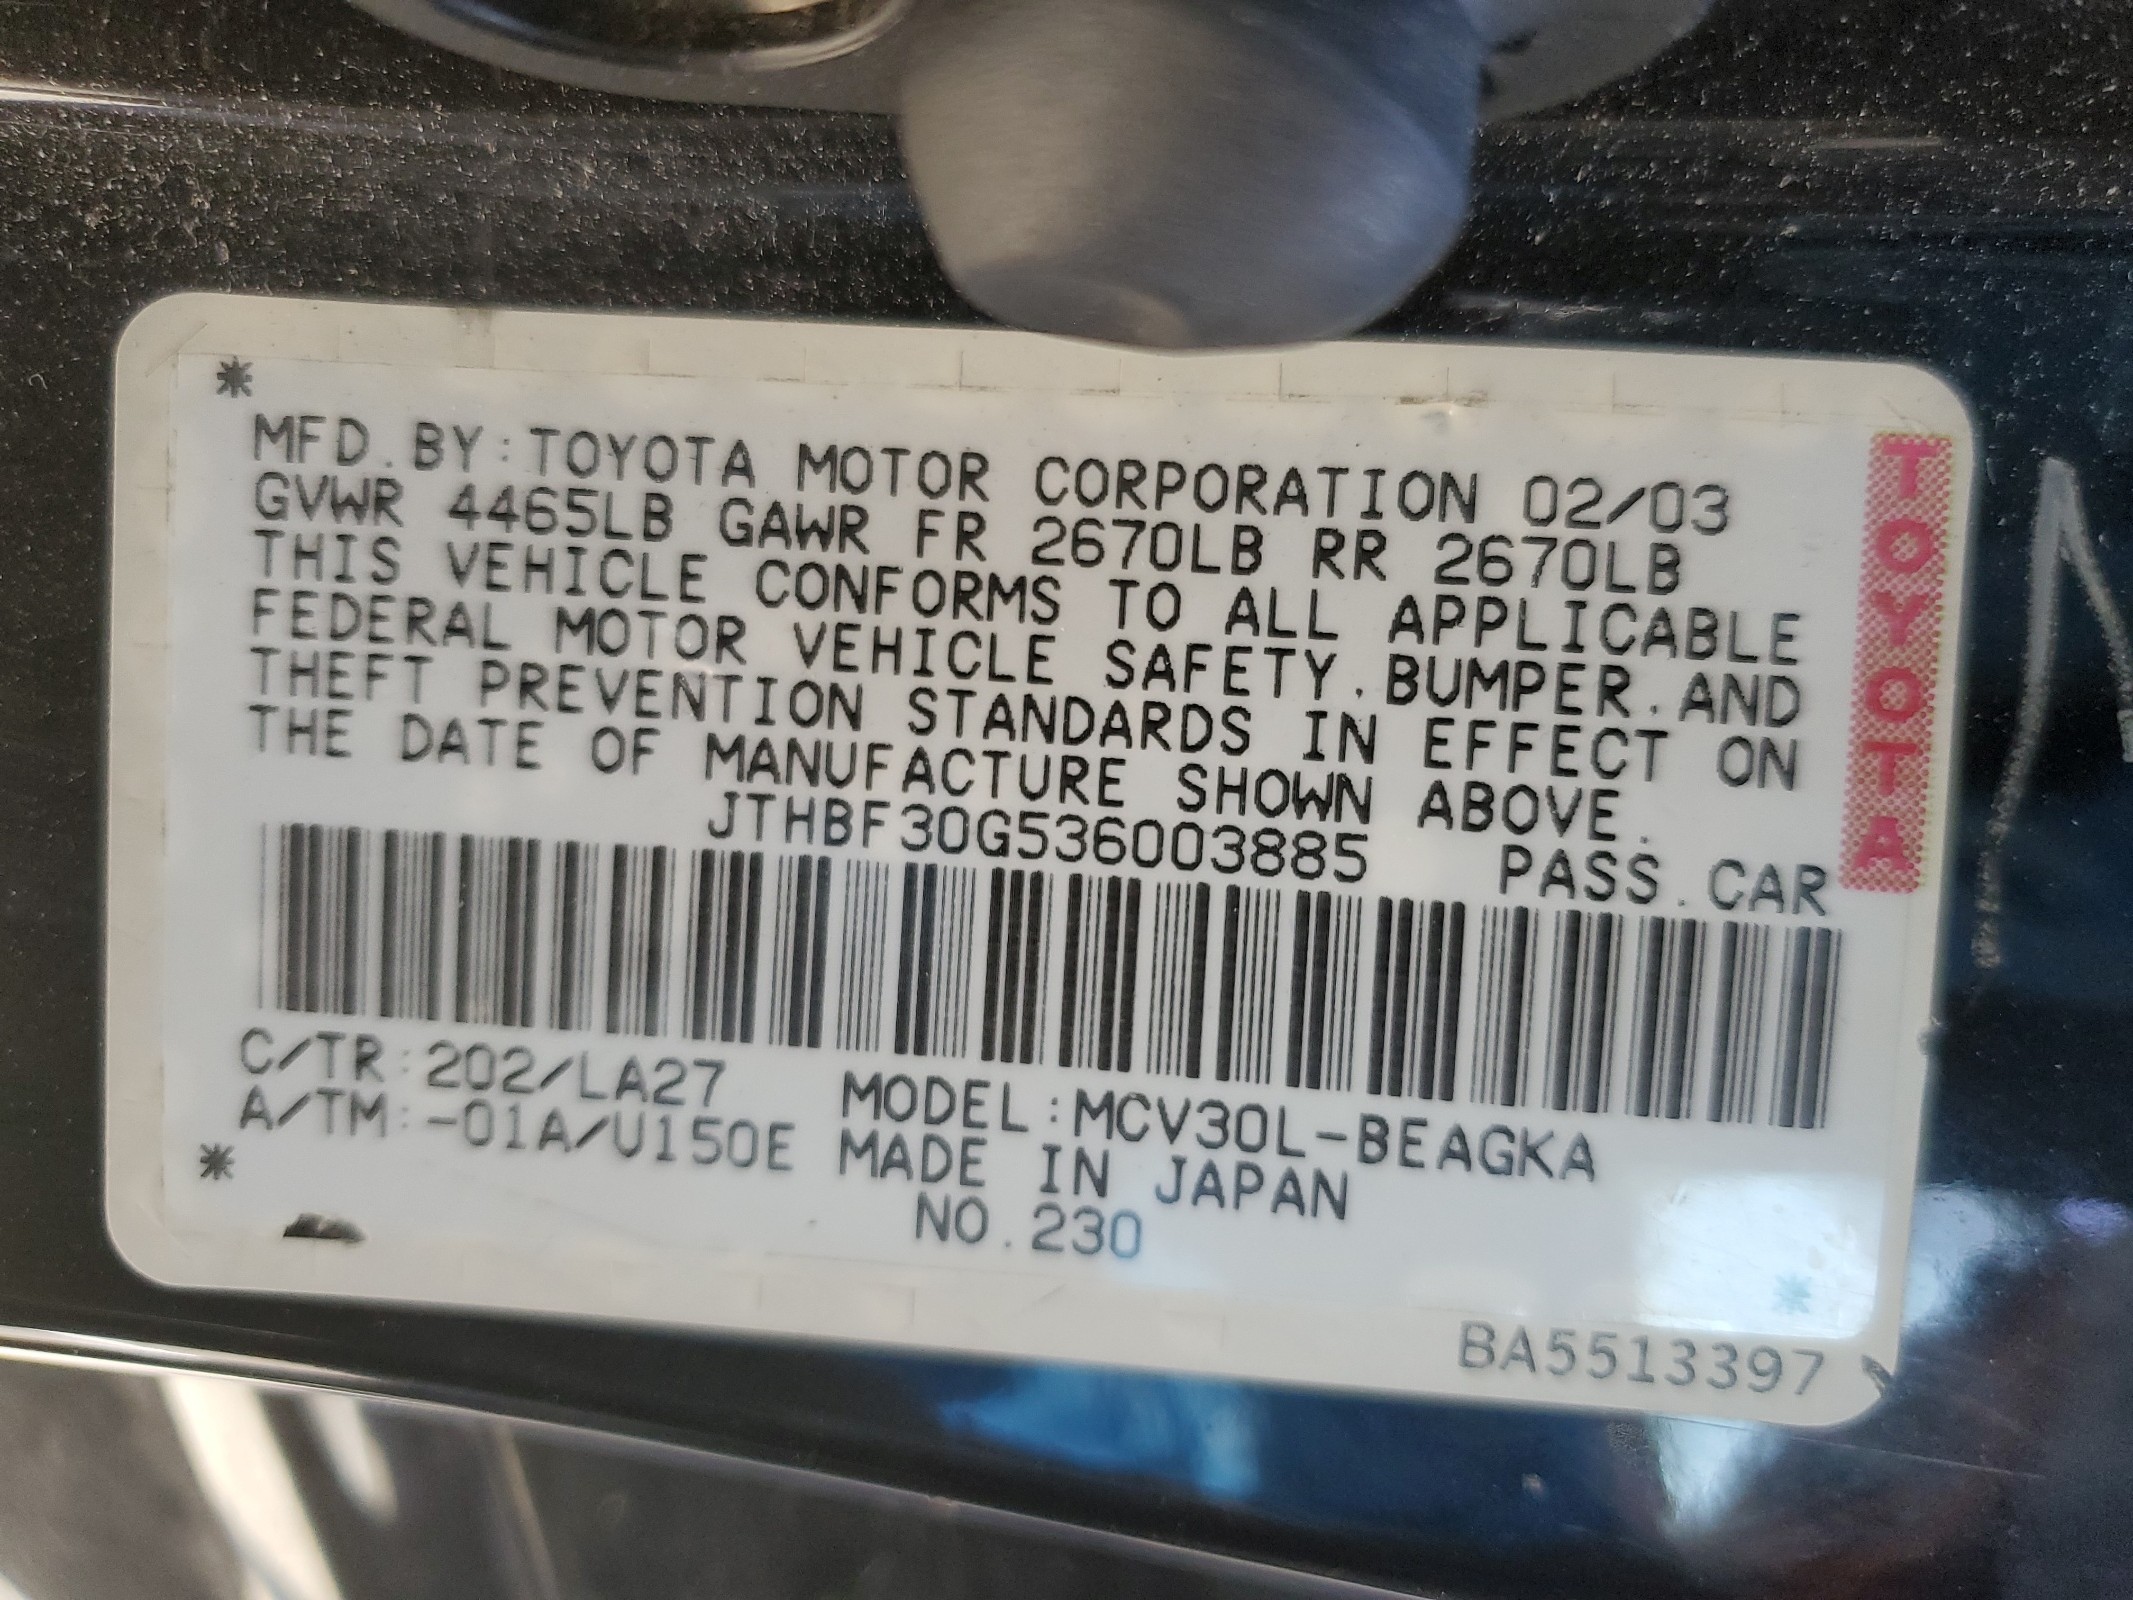 MFD.BY:TOYOTA MOTOR CORPORATION 02/03
GVWR 4465LB GAWR FR 2670LB RR 2670LB
THIS VEHICLE CONFORMS TO ALL APPLICABLE
FEDERAL MOTOR VEHICLE SAFETY.BUMPER.AND
THEFT PREVENTION STANDARDS IN EFFECT ON
THE DATE OF MANUFACTURE SHOWN ABOVE.
JTHBF30G536003885 PASS.CAR
C/TR:202/LA27 MODEL:MCV30L-BEAGKA
A/TM:-01A/U150E MADE IN JAPAN
NO.230
BA5513397
TOYOTA